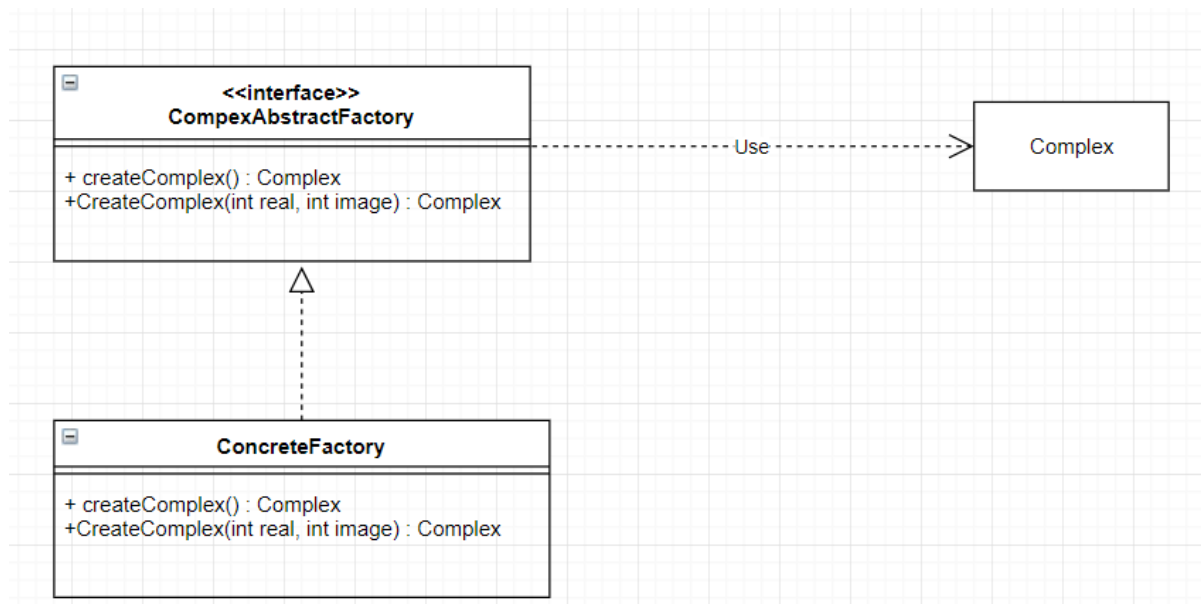 <<interface>>
CompexAbstractFactory
+ createComplex() : Complex
+CreateComplex(int real, int image) : Complex
Use
Complex
ConcreteFactory
+ createComplex() : Complex
+CreateComplex(int real, int image) : Complex